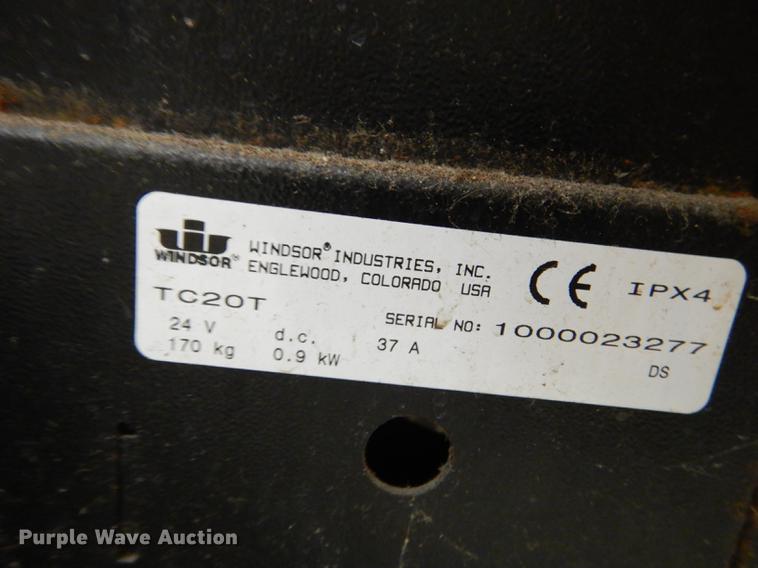 WINDSOR®
WINDSOR® INDUSTRIES, INC.
ENGLEWOOD, COLORADO USA
CE IPX4
TC20T
SERIAL NO: 1000023277
24 V d.c. 37 A
170 kg 0.9 kW
DS
Purple Wave Auction